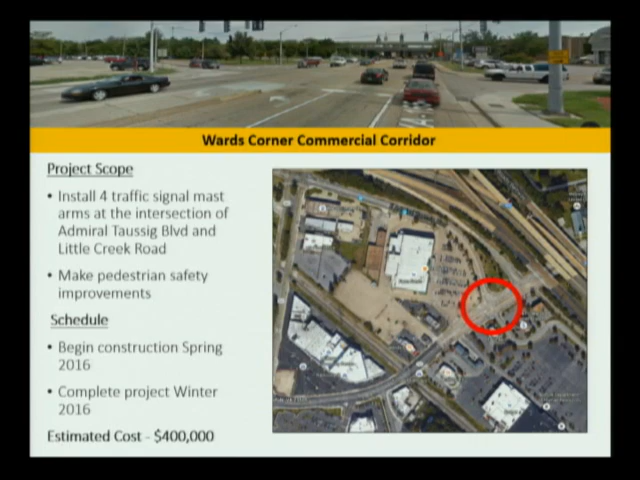 Wards Corner Commercial Corridor
Project Scope
• Install 4 traffic signal mast
arms at the intersection of
Admiral Taussig Blvd and
Little Creek Road
• Make pedestrian safety
improvements
Schedule
• Begin construction Spring
2016
• Complete project Winter
2016
Estimated Cost - $400,000